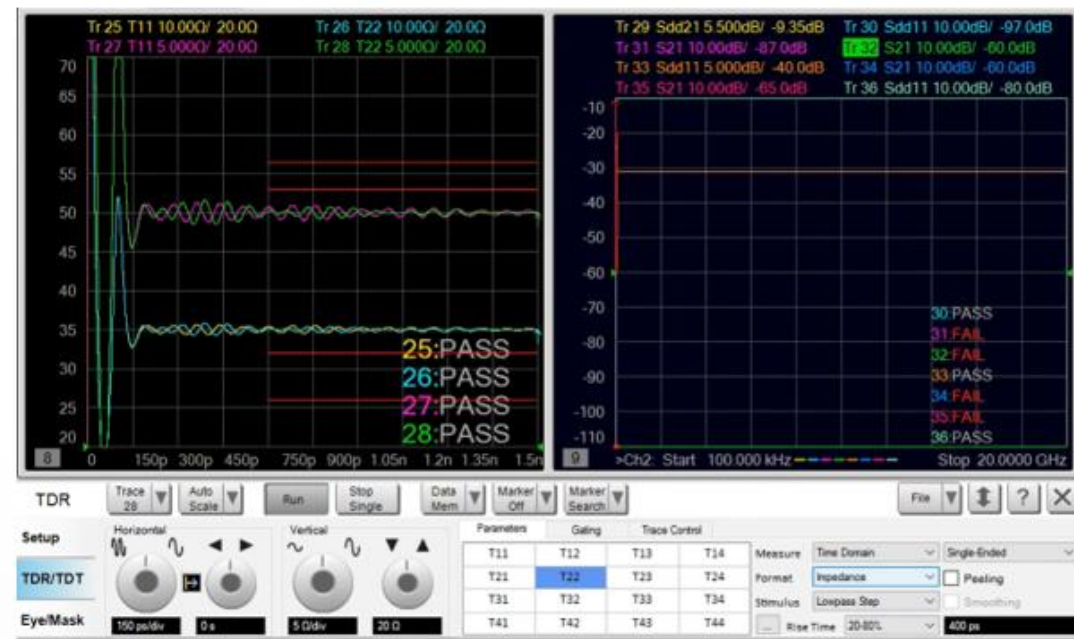 Tr 25 T11 10.00Ω/ 20.0Ω Tr 26 T22 10.00Ω/ 20.0Ω
Tr 27 T11 5.000Ω/ 20.0Ω Tr 28 T22 5.000Ω/ 20.0Ω
70
65
60
55
50
45
40
35
30
25
20
25:PASS
26:PASS
27:PASS
28:PASS
8 0 150p 300p 450p 750p 900p 1.05n 1.2n 1.35n 1.5n
Tr 29 Sdd21 5.500dB/ -9.35dB Tr 30 Sdd11 10.00dB/ -97.0dB
Tr 31 S21 10.00dB/ -87.0dB Tr 32 S21 10.00dB/ -60.0dB
Tr 33 Sdd11 5.000dB/ -40.0dB Tr 34 S21 10.00dB/ -60.0dB
Tr 35 S21 10.00dB/ -65.0dB Tr 36 Sdd11 10.00dB/ -80.0dB
-10
-20
-30
-40
-50
-60
-70
-80
-90
-100
-110
30:PASS
31:FAIL
32:FAIL
33:PASS
34:FAIL
35:FAIL
36:PASS
9 >Ch2: Start 100.000 kHz Stop 20.0000 GHz
TDR Trace 28 Auto Scale Run Stop Single Data Mem Marker Off Marker Search File ? X
Setup
TDR/TDT
Eye/Mask
Horizontal Vertical
150 ps/div 0 s 5 Ω/div 20 Ω
Parameters Gating Trace Control
T11 T12 T13 T14
T21 T22 T23 T24
T31 T32 T33 T34
T41 T42 T43 T44
Measure Time Domain Single-Ended
Format Impedance Peeling
Stimulus Lowpass Step Smoothing
... Rise Time 20-80% 400 ps